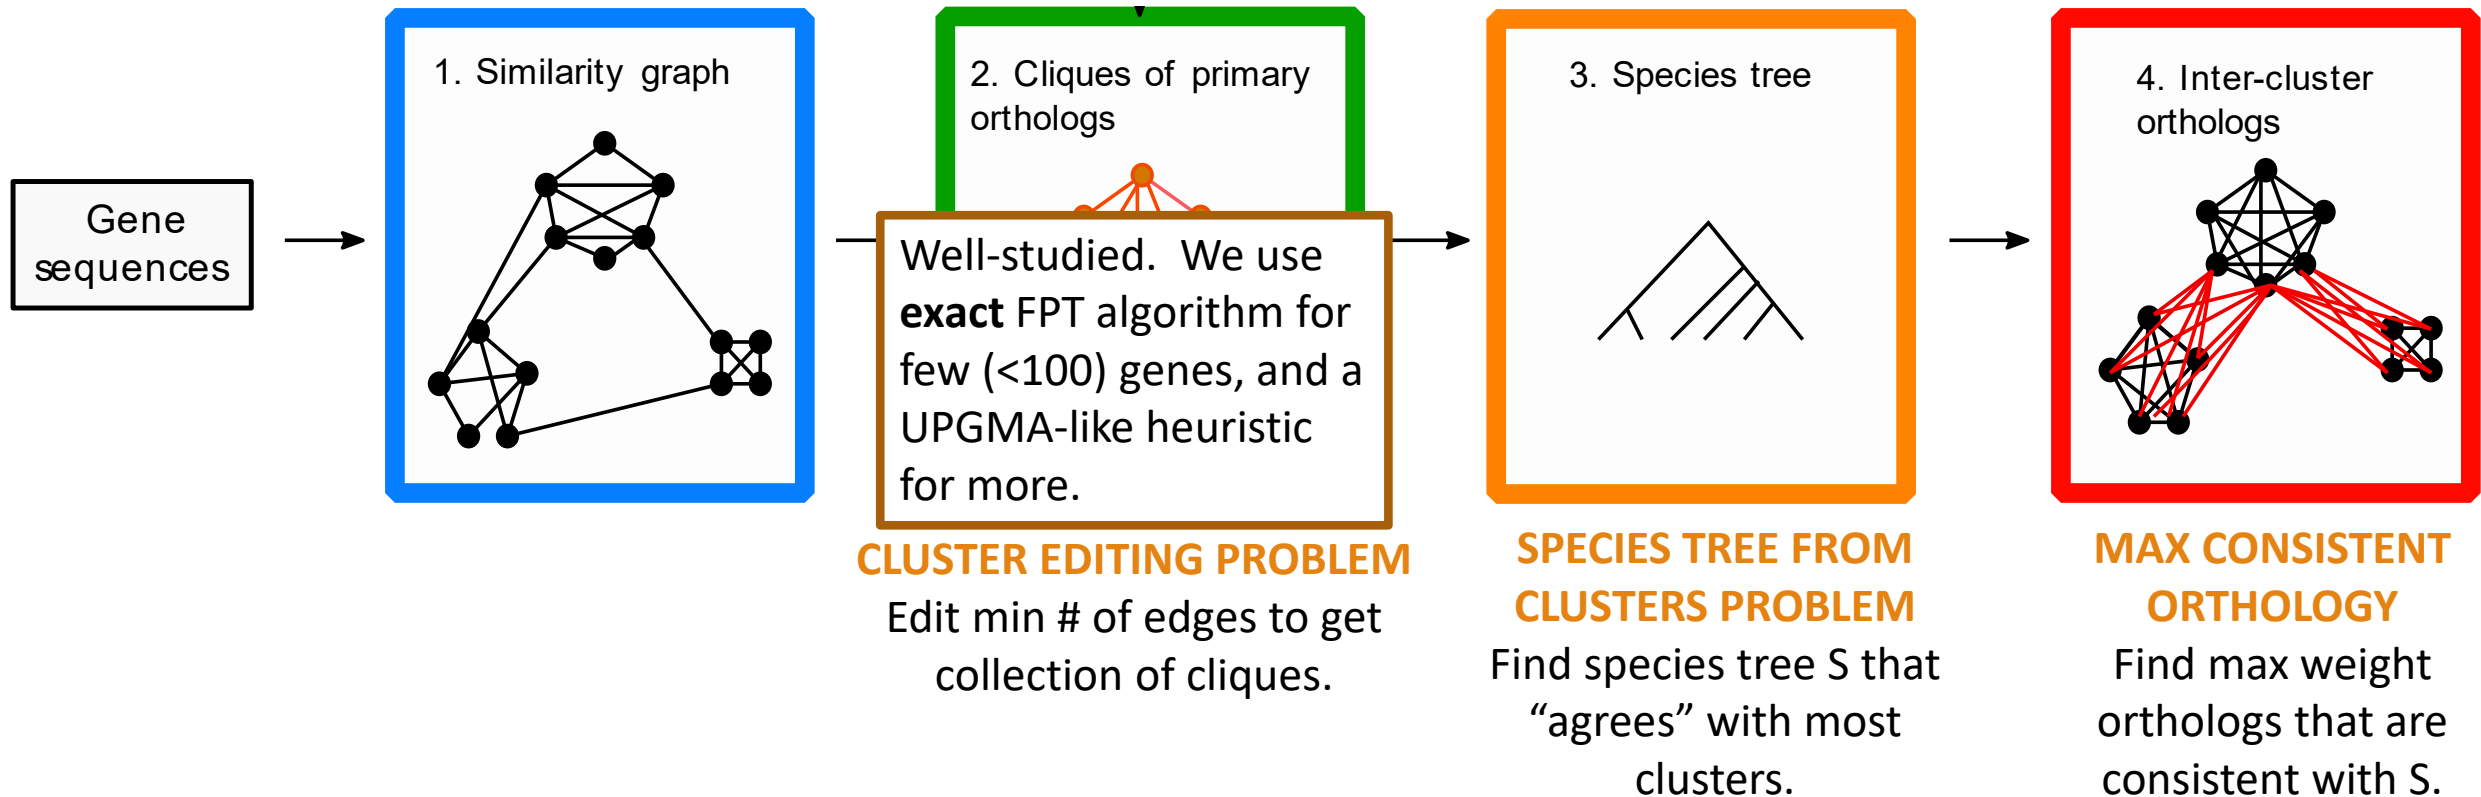 Gene
sequences
1. Similarity graph
2. Cliques of primary
orthologs
Well-studied. We use
exact FPT algorithm for
few (<100) genes, and a
UPGMA-like heuristic
for more.
CLUSTER EDITING PROBLEM
Edit min # of edges to get
collection of cliques.
3. Species tree
SPECIES TREE FROM
CLUSTERS PROBLEM
Find species tree S that
“agrees” with most
clusters.
4. Inter-cluster
orthologs
MAX CONSISTENT
ORTHOLOGY
Find max weight
orthologs that are
consistent with S.